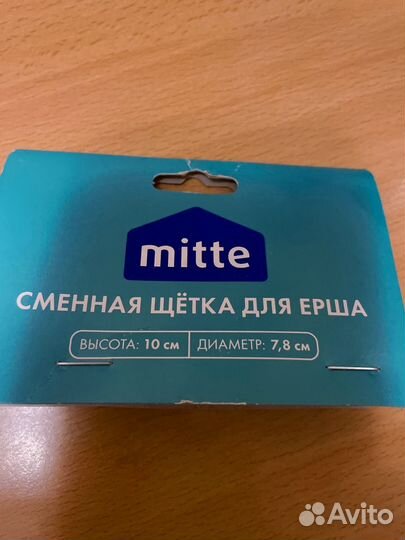 mitte
СМЕННАЯ ЩЁТКА ДЛЯ ЕРША
ВЫСОТА: 10 см ДИАМЕТР: 7,8 см
Avito